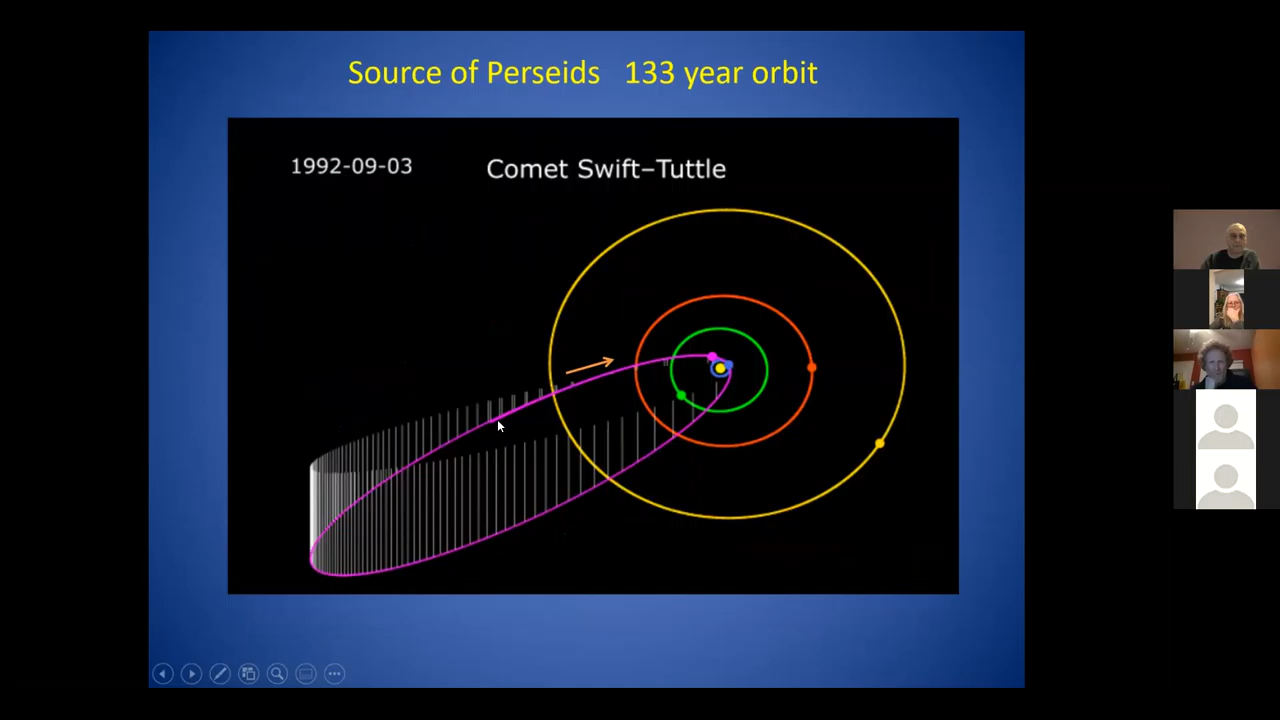 Source of Perseids 133 year orbit
1992-09-03
Comet Swift–Tuttle